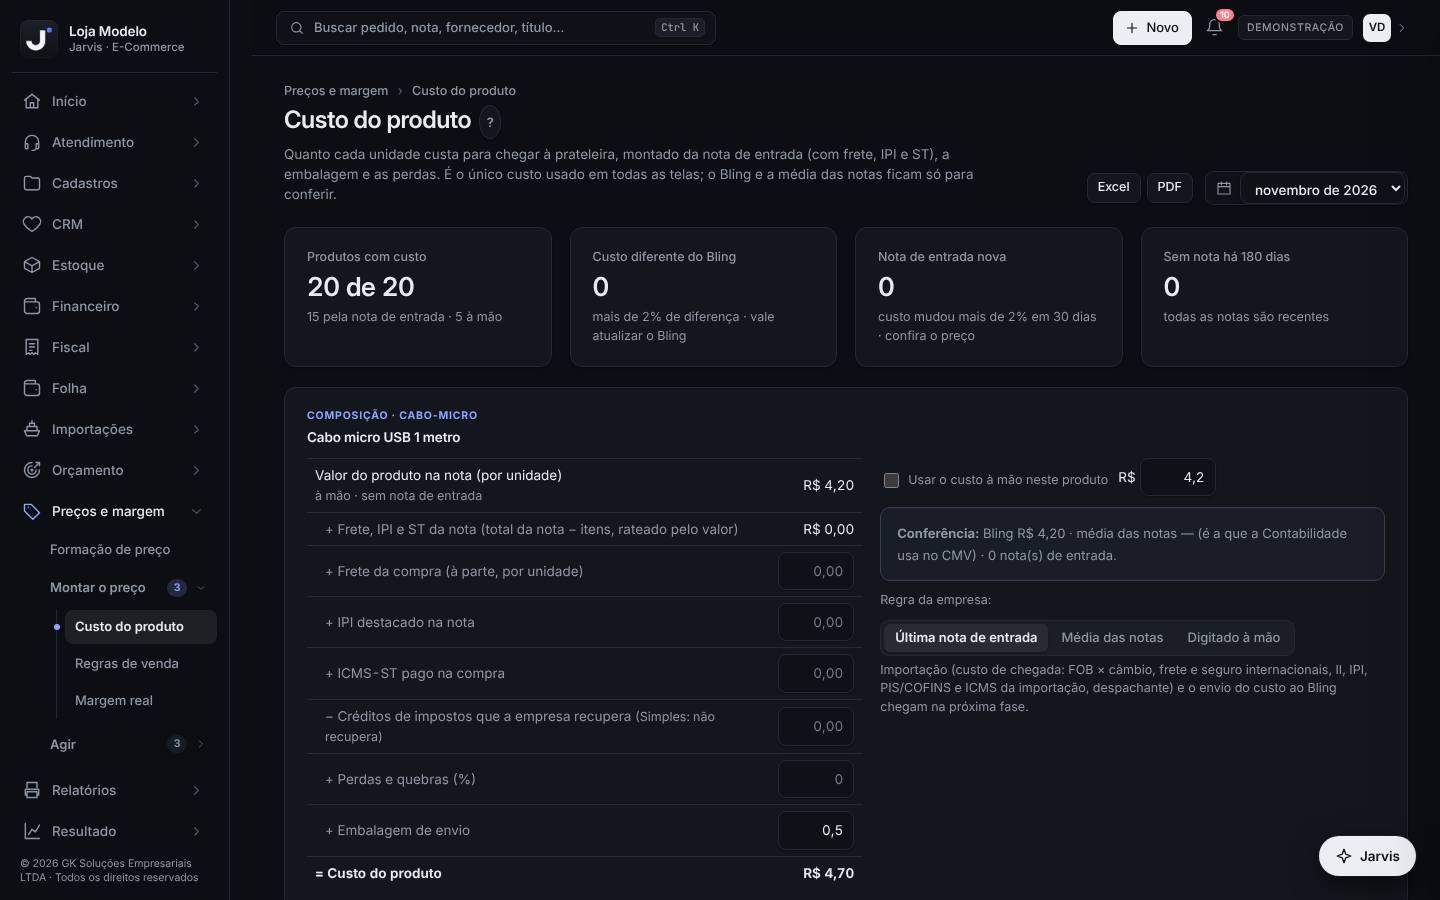 Loja Modelo
Jarvis · E-Commerce
Início
Atendimento
Cadastros
CRM
Estoque
Financeiro
Fiscal
Folha
Importações
Orçamento
Preços e margem
Formação de preço
Montar o preço 3
Custo do produto
Regras de venda
Margem real
Agir 3
Relatórios
Resultado
© 2026 GK Soluções Empresariais
LTDA · Todos os direitos reservados
Buscar pedido, nota, fornecedor, título... Ctrl K
+ Novo
10
DEMONSTRAÇÃO
VD
Preços e margem › Custo do produto
Custo do produto ?
Quanto cada unidade custa para chegar à prateleira, montado da nota de entrada (com frete, IPI e ST), a
embalagem e as perdas. É o único custo usado em todas as telas; o Bling e a média das notas ficam só para
conferir.
Excel
PDF
novembro de 2026
Produtos com custo
20 de 20
15 pela nota de entrada · 5 à mão
Custo diferente do Bling
0
mais de 2% de diferença · vale
atualizar o Bling
Nota de entrada nova
0
custo mudou mais de 2% em 30 dias
· confira o preço
Sem nota há 180 dias
0
todas as notas são recentes
COMPOSIÇÃO · CABO-MICRO
Cabo micro USB 1 metro
Valor do produto na nota (por unidade)
à mão · sem nota de entrada
R$ 4,20
+ Frete, IPI e ST da nota (total da nota − itens, rateado pelo valor) R$ 0,00
+ Frete da compra (à parte, por unidade) 0,00
+ IPI destacado na nota 0,00
+ ICMS-ST pago na compra 0,00
− Créditos de impostos que a empresa recupera (Simples: não
recupera)
0,00
+ Perdas e quebras (%) 0
+ Embalagem de envio 0,5
= Custo do produto R$ 4,70
Usar o custo à mão neste produto R$ 4,2
Conferência: Bling R$ 4,20 · média das notas — (é a que a Contabilidade
usa no CMV) · 0 nota(s) de entrada.
Regra da empresa:
Última nota de entrada Média das notas Digitado à mão
Importação (custo de chegada: FOB × câmbio, frete e seguro internacionais, II, IPI,
PIS/COFINS e ICMS da importação, despachante) e o envio do custo ao Bling
chegam na próxima fase.
Jarvis